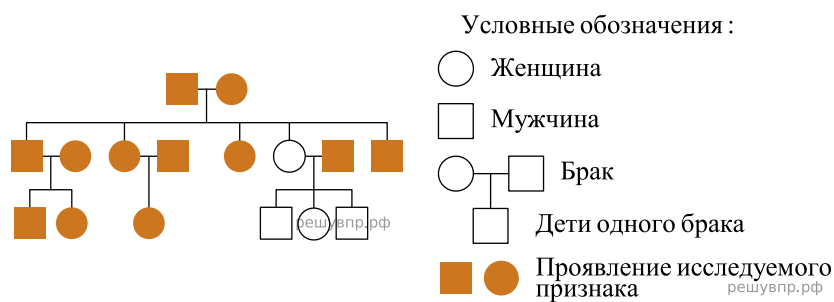 Условные обозначения :
Женщина
Мужчина
Брак
Дети одного брака
Проявление исследуемого
признака
решувпр.рф
решувпр.рф